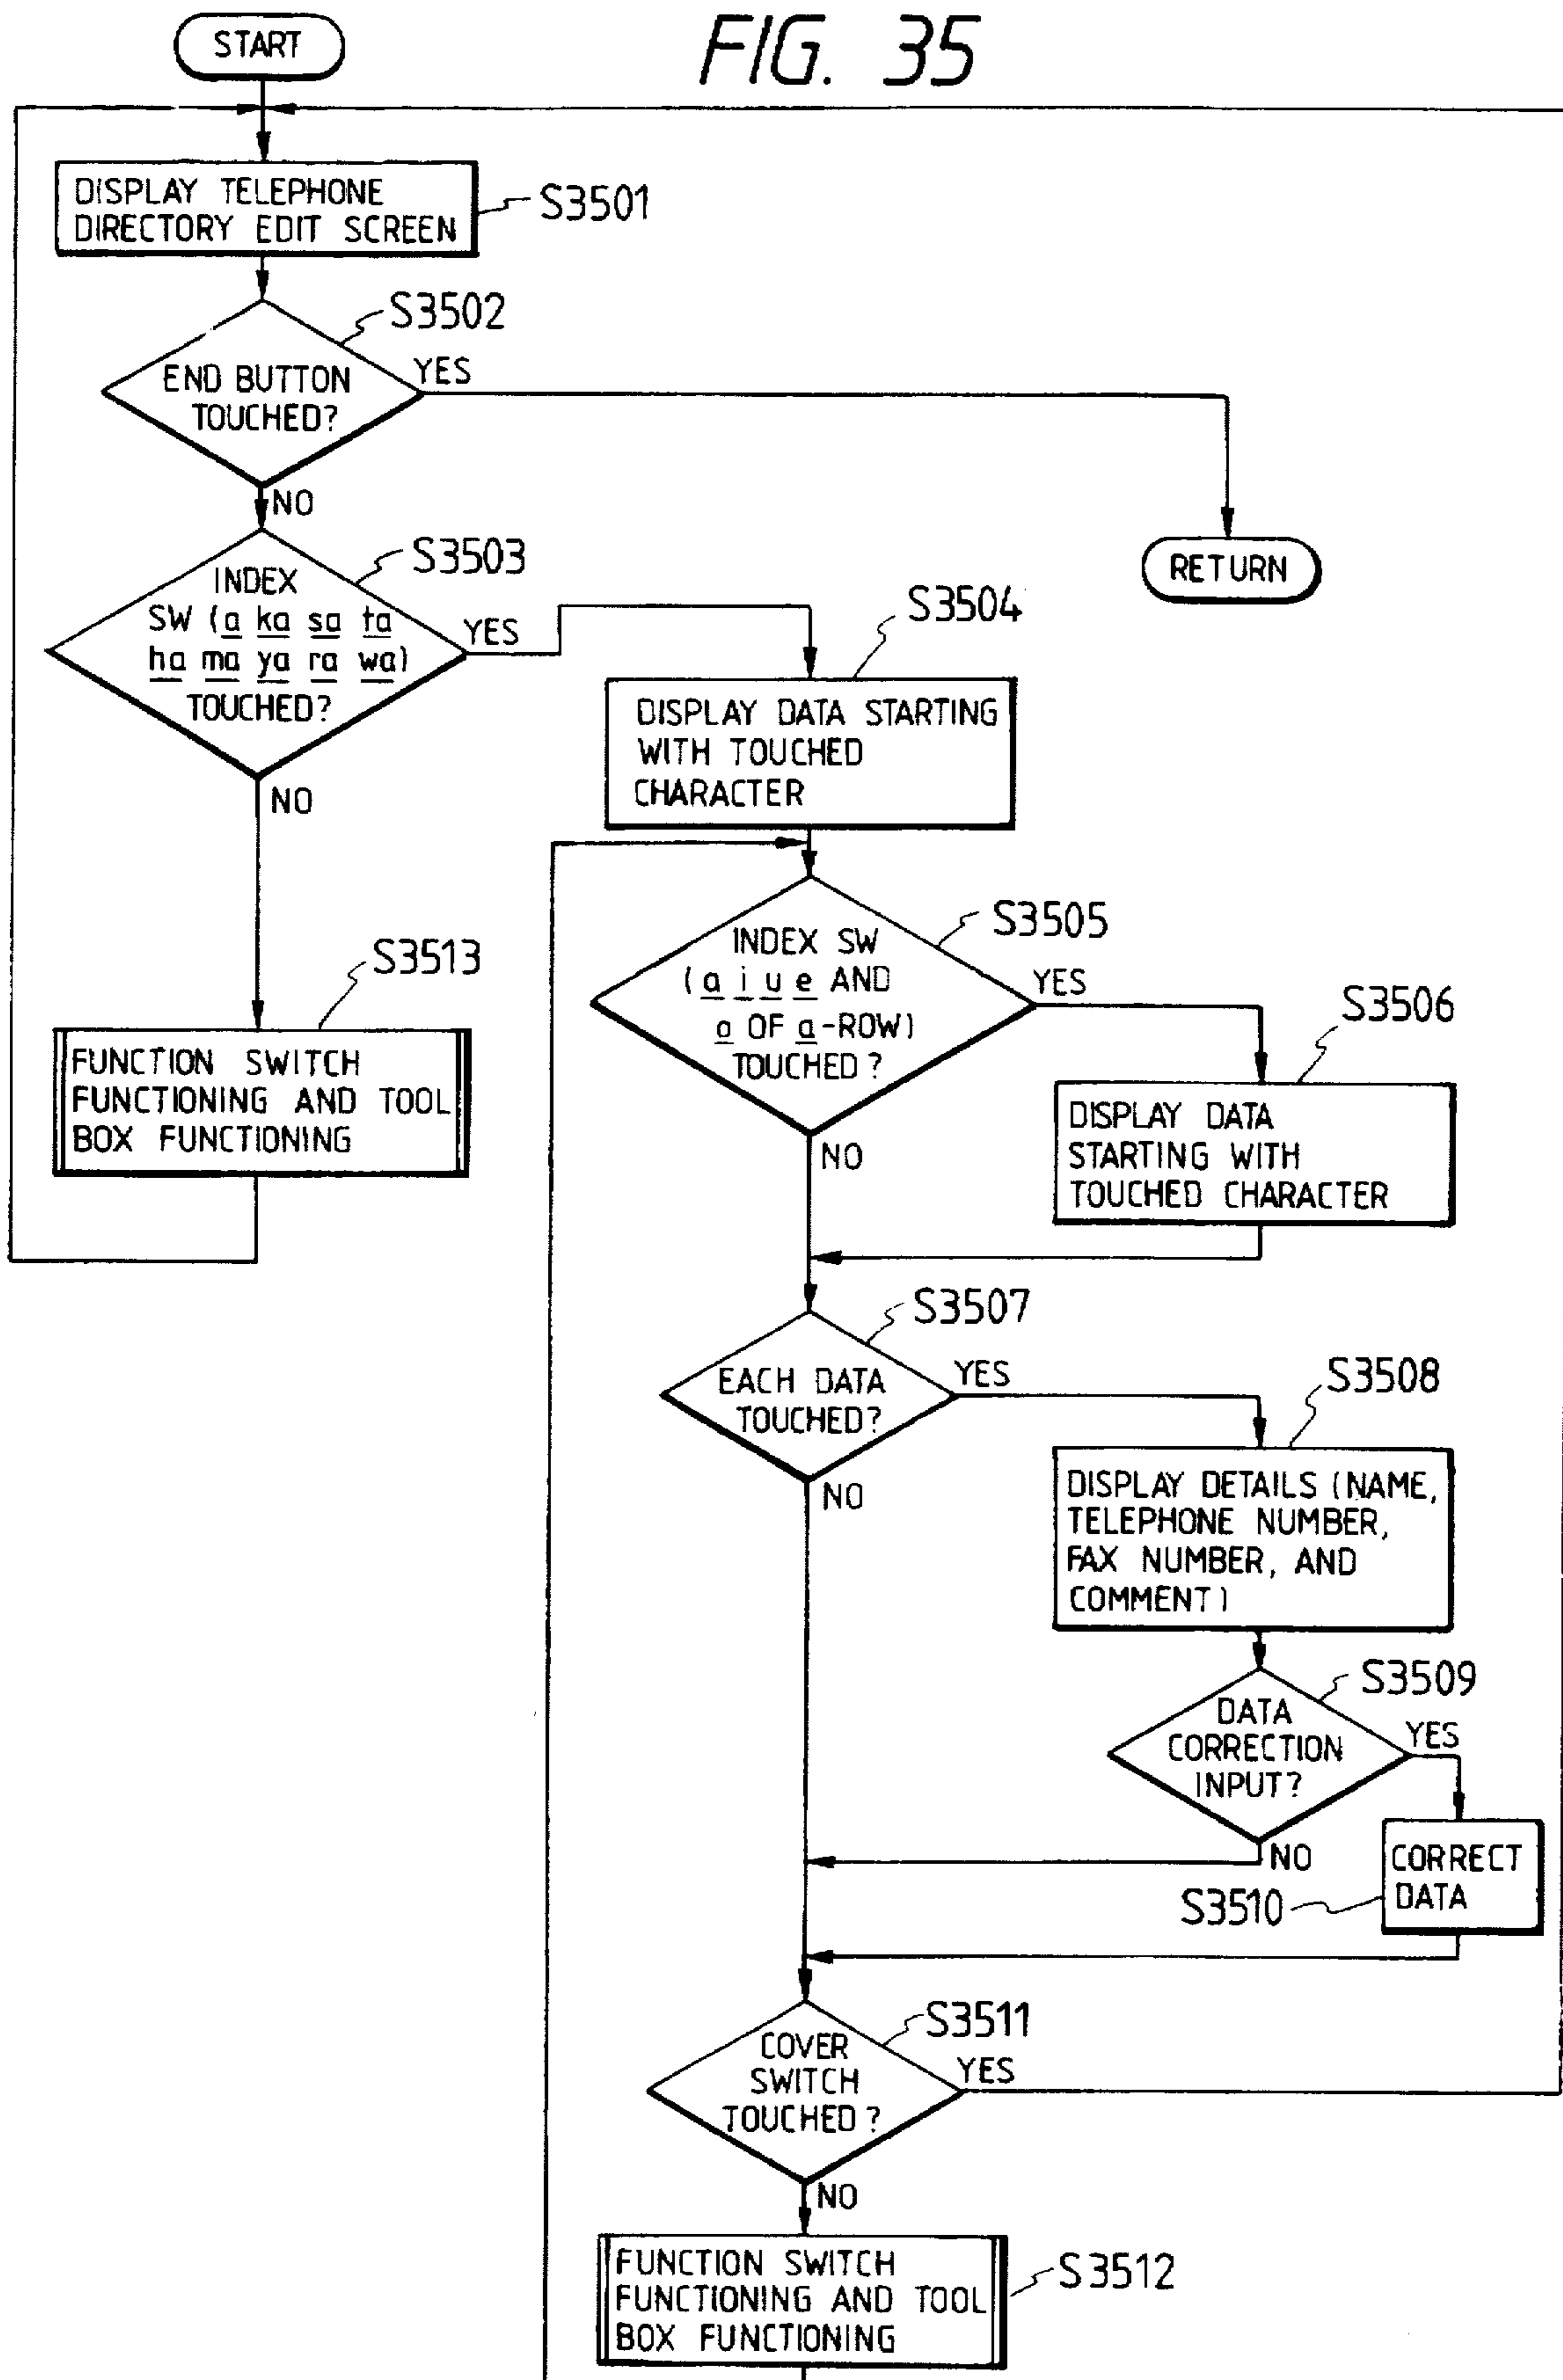 FIG. 35
START
DISPLAY TELEPHONE
DIRECTORY EDIT SCREEN
S3501
S3502
END BUTTON
TOUCHED?
YES
NO
RETURN
S3503
INDEX
SW (a ka sa ta
ha ma ya ra wa)
TOUCHED?
YES
NO
S3504
DISPLAY DATA STARTING
WITH TOUCHED
CHARACTER
S3505
INDEX SW
(a i u e AND
a OF a-ROW)
TOUCHED?
YES
NO
S3506
DISPLAY DATA
STARTING WITH
TOUCHED CHARACTER
S3513
FUNCTION SWITCH
FUNCTIONING AND TOOL
BOX FUNCTIONING
S3507
EACH DATA
TOUCHED?
YES
NO
S3508
DISPLAY DETAILS (NAME,
TELEPHONE NUMBER,
FAX NUMBER, AND
COMMENT)
S3509
DATA
CORRECTION
INPUT?
YES
NO
CORRECT
DATA
S3510
S3511
COVER
SWITCH
TOUCHED?
YES
NO
FUNCTION SWITCH
FUNCTIONING AND TOOL
BOX FUNCTIONING
S3512